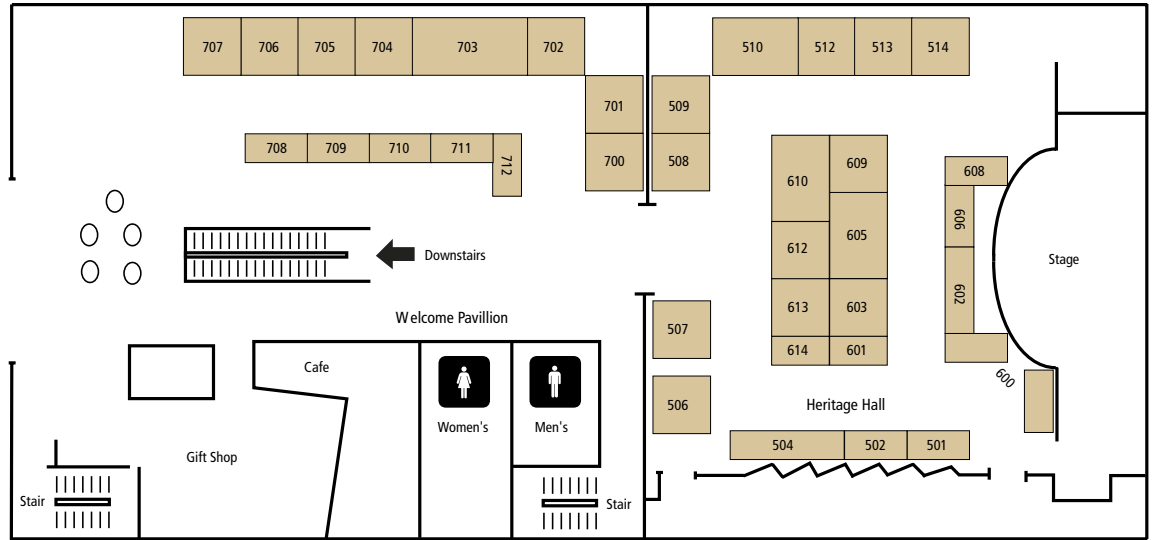 707 706 705 704 703 702
510 512 513 514
701 509
700 508
708 709 710 711 712
610 609
608
606
612 605
Downstairs
Stage
602
Welcome Pavillion
507
613 603
614 601
Cafe
600
506
Heritage Hall
Women's Men's
504 502 501
Gift Shop
Stair
Stair